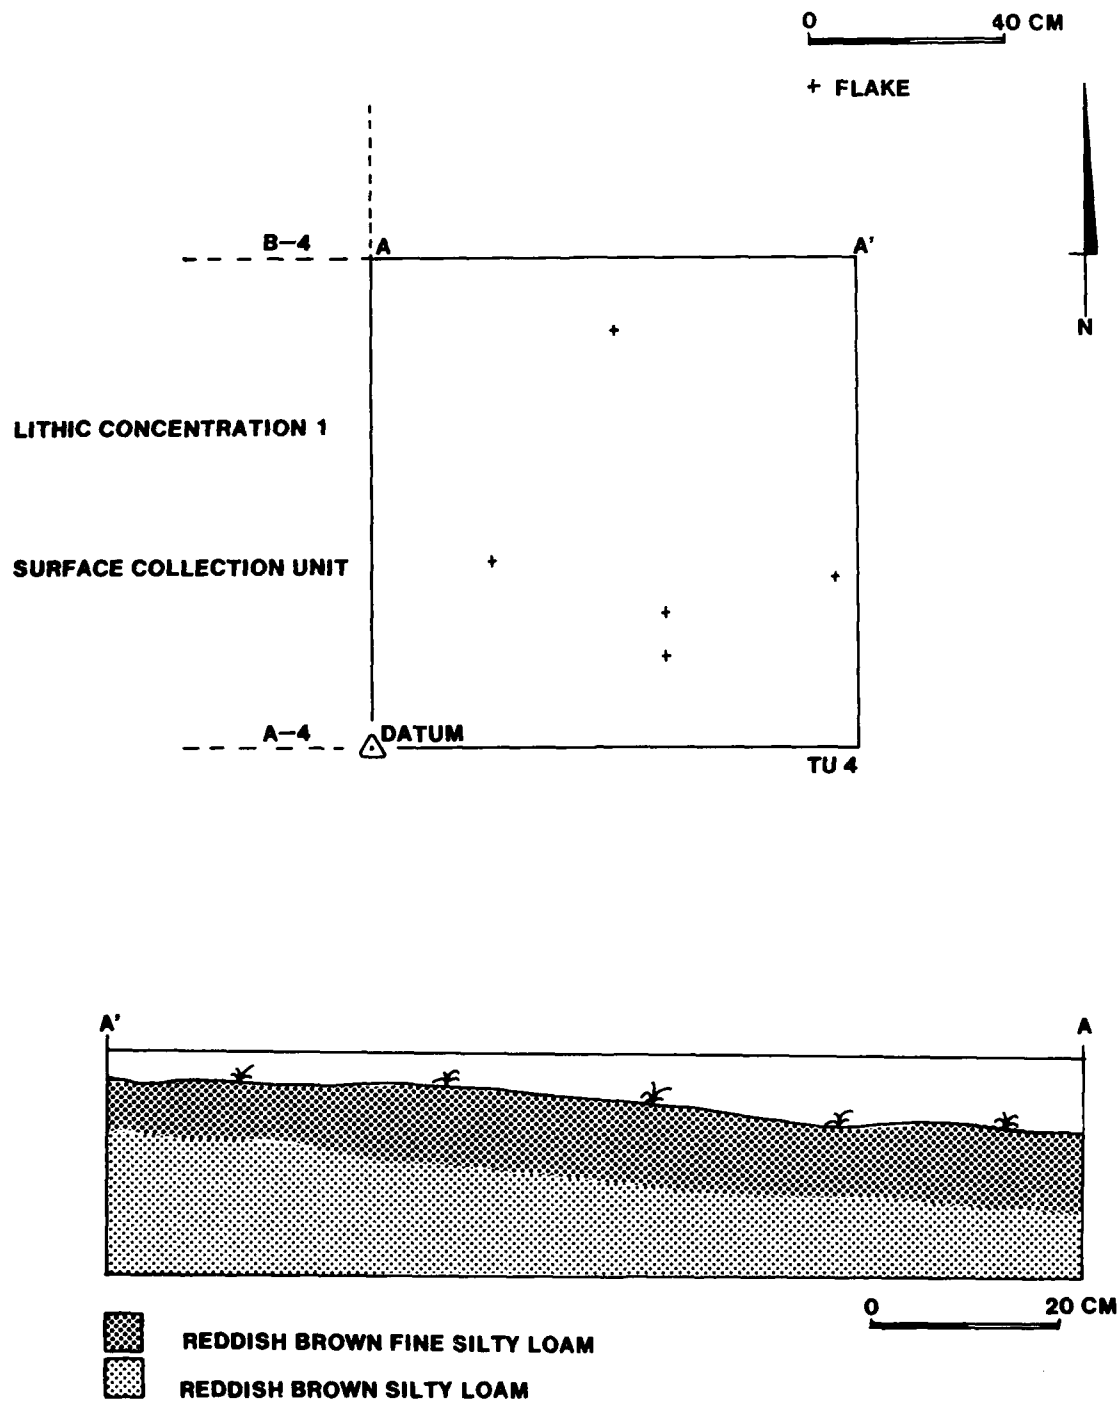 0 40 CM
+ FLAKE
B-4 A A'
N
LITHIC CONCENTRATION 1
SURFACE COLLECTION UNIT
A-4 DATUM
TU 4
A' A
0 20 CM
REDDISH BROWN FINE SILTY LOAM
REDDISH BROWN SILTY LOAM